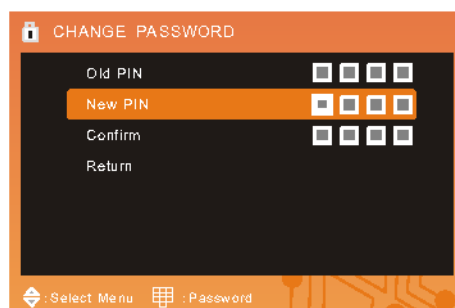 CHANGE PASSWORD
Old PIN
New PIN
Confirm
Return
:Select Menu :Password